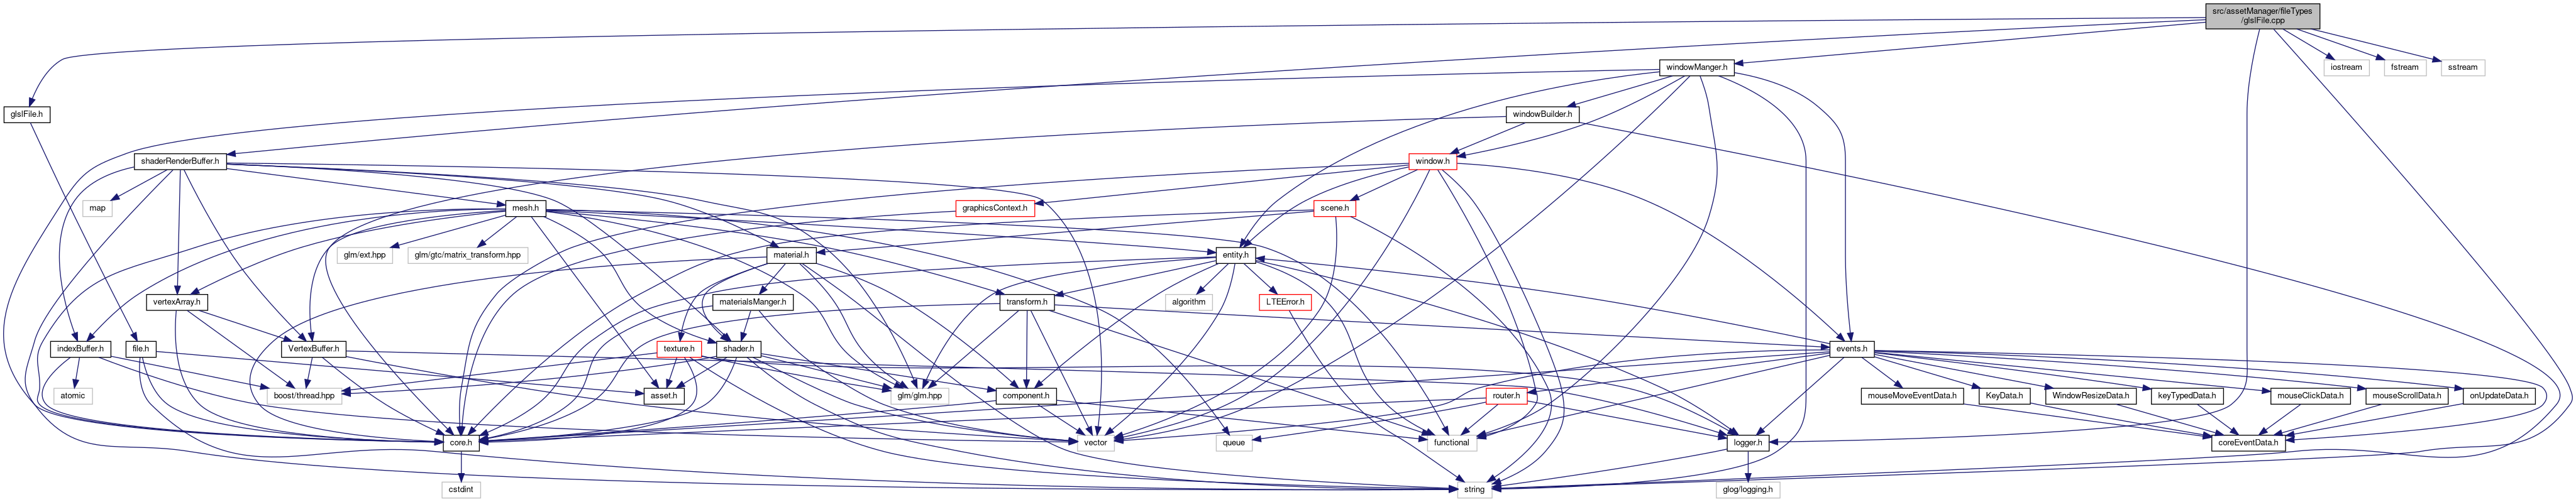 src/assetManager/fileTypes
/glslFile.cpp
windowManger.h
iostream
fstream
sstream
glslFile.h
windowBuilder.h
shaderRenderBuffer.h
window.h
map
mesh.h
graphicsContext.h
scene.h
glm/ext.hpp
glm/gtc/matrix_transform.hpp
material.h
entity.h
vertexArray.h
materialsManger.h
algorithm
transform.h
LTEError.h
indexBuffer.h
file.h
VertexBuffer.h
texture.h
shader.h
events.h
atomic
boost/thread.hpp
asset.h
glm/glm.hpp
component.h
router.h
mouseMoveEventData.h
KeyData.h
WindowResizeData.h
keyTypedData.h
mouseClickData.h
mouseScrollData.h
onUpdateData.h
core.h
vector
queue
functional
logger.h
coreEventData.h
cstdint
string
glog/logging.h